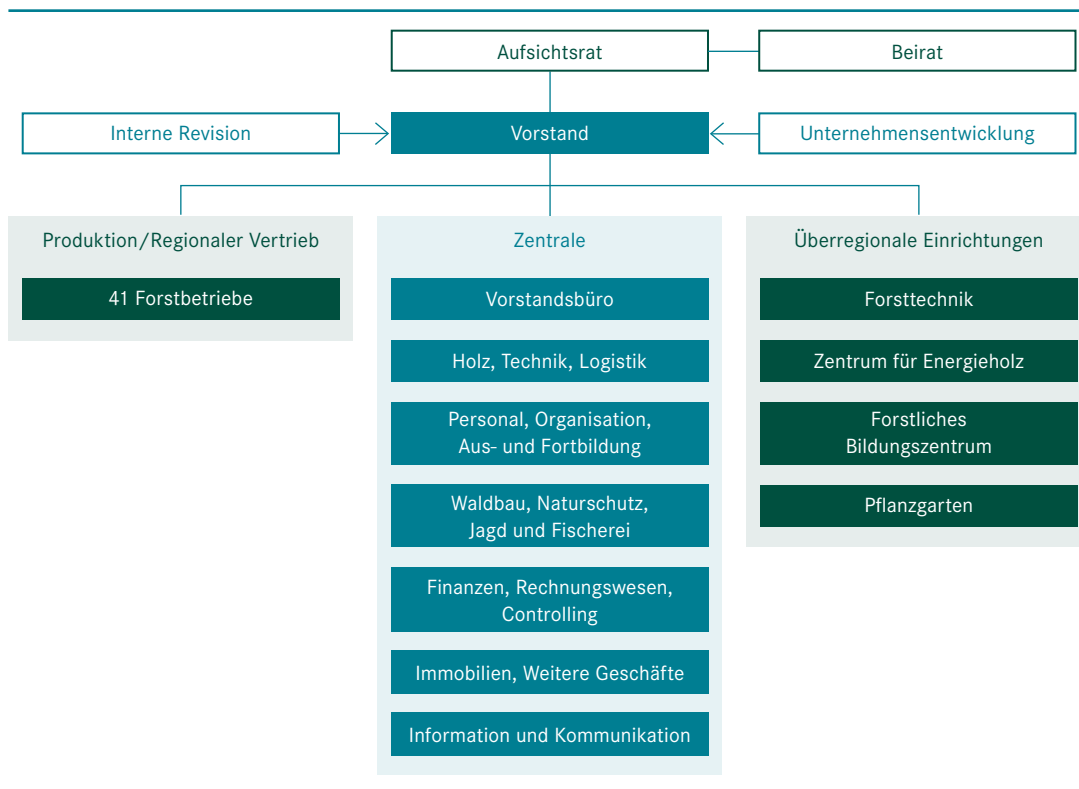 Aufsichtsrat
Beirat
Interne Revision
Vorstand
Unternehmensentwicklung
Produktion/Regionaler Vertrieb
41 Forstbetriebe
Zentrale
Vorstandsbüro
Holz, Technik, Logistik
Personal, Organisation,
Aus- und Fortbildung
Waldbau, Naturschutz,
Jagd und Fischerei
Finanzen, Rechnungswesen,
Controlling
Immobilien, Weitere Geschäfte
Information und Kommunikation
Überregionale Einrichtungen
Forsttechnik
Zentrum für Energieholz
Forstliches
Bildungszentrum
Pflanzgarten